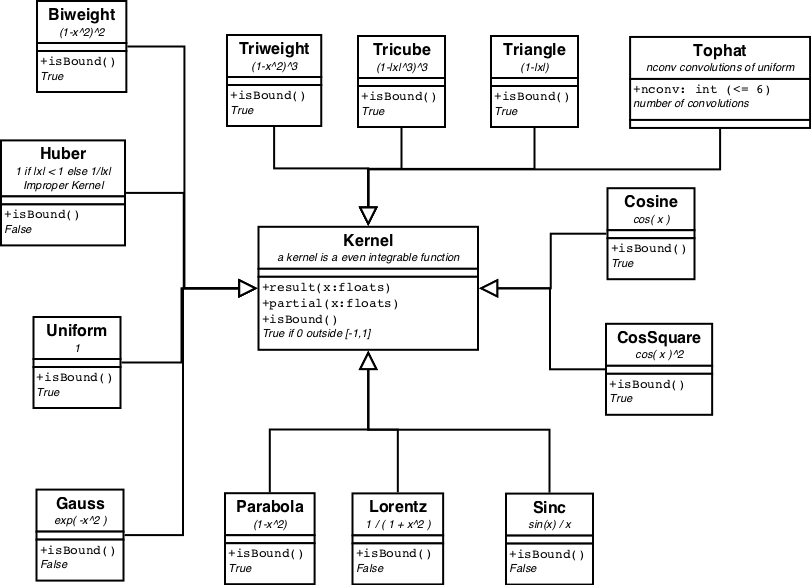 Biweight
(1-x^2)^2
+isBound()
True
Triweight
(1-x^2)^3
+isBound()
True
Tricube
(1-|x|^3)^3
+isBound()
True
Triangle
(1-|x|)
+isBound()
True
Tophat
nconv convolutions of uniform
+nconv: int (<= 6)
number of convolutions
Huber
1 if |x| < 1 else 1/|x|
Improper Kernel
+isBound()
False
Kernel
a kernel is a even integrable function
+result(x:floats)
+partial(x:floats)
+isBound()
True if 0 outside [-1,1]
Cosine
cos( x )
+isBound()
True
Uniform
1
+isBound()
True
CosSquare
cos( x )^2
+isBound()
True
Gauss
exp( -x^2 )
+isBound()
False
Parabola
(1-x^2)
+isBound()
True
Lorentz
1 / ( 1 + x^2 )
+isBound()
False
Sinc
sin(x) / x
+isBound()
False